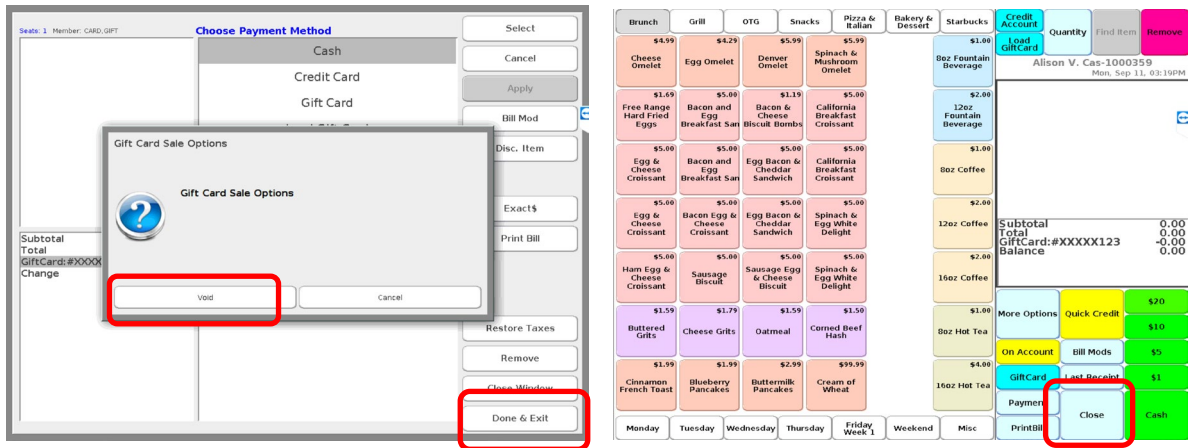 Seats: 1 Member: CARD,GIFT
Choose Payment Method
Cash
Credit Card
Gift Card
Select
Cancel
Apply
Bill Mod
Disc. Item
Exact$
Print Bill
Restore Taxes
Remove
Close Window
Done & Exit
Gift Card Sale Options
Gift Card Sale Options
Void
Cancel
Subtotal
Total
GiftCard:#XXXX
Change
Brunch
Grill
OTG
Snacks
Pizza &
Italian
Bakery &
Dessert
Starbucks
$4.99
Cheese
Omelet
$4.29
Egg Omelet
$5.99
Denver
Omelet
$5.99
Spinach &
Mushroom
Omelet
$1.00
8oz Fountain
Beverage
$1.69
Free Range
Hard Fried
Eggs
$5.00
Bacon and
Egg
Breakfast San
$1.19
Bacon &
Cheese
Biscuit Bombs
$5.00
California
Breakfast
Croissant
$2.00
12oz
Fountain
Beverage
$5.00
Egg &
Cheese
Croissant
$5.00
Bacon and
Egg
Breakfast San
$5.00
Egg Bacon &
Cheddar
Sandwich
$5.00
California
Breakfast
Croissant
$1.00
8oz Coffee
$5.00
Egg &
Cheese
Croissant
$5.00
Bacon Egg &
Cheese
Croissant
$5.00
Egg Bacon &
Cheddar
Sandwich
$5.00
Spinach &
Egg White
Delight
$2.00
12oz Coffee
$5.00
Ham Egg &
Cheese
Croissant
$5.00
Sausage
Biscuit
$5.00
Sausage Egg
& Cheese
Biscuit
$5.00
Spinach &
Egg White
Delight
$2.00
16oz Coffee
$1.59
Buttered
Grits
$1.79
Cheese Grits
$1.59
Oatmeal
$1.50
Corned Beef
Hash
$1.00
8oz Hot Tea
$1.99
Cinnamon
French Toast
$1.99
Blueberry
Pancakes
$2.99
Buttermilk
Pancakes
$99.99
Cream of
Wheat
$4.00
16oz Hot Tea
Monday
Tuesday
Wednesday
Thursday
Friday
Week 1
Weekend
Misc
Credit
Account
Load
GiftCard
Quantity
Find Item
Remove
Alison V. Cas-1000359
Mon, Sep 11, 03:19PM
Subtotal 0.00
Total 0.00
GiftCard:#XXXXX123 -0.00
Balance 0.00
More Options
Quick Credit
$20
$10
On Account
Bill Mods
$5
GiftCard
Last Receipt
$1
Payment
Close
Cash
PrintBill